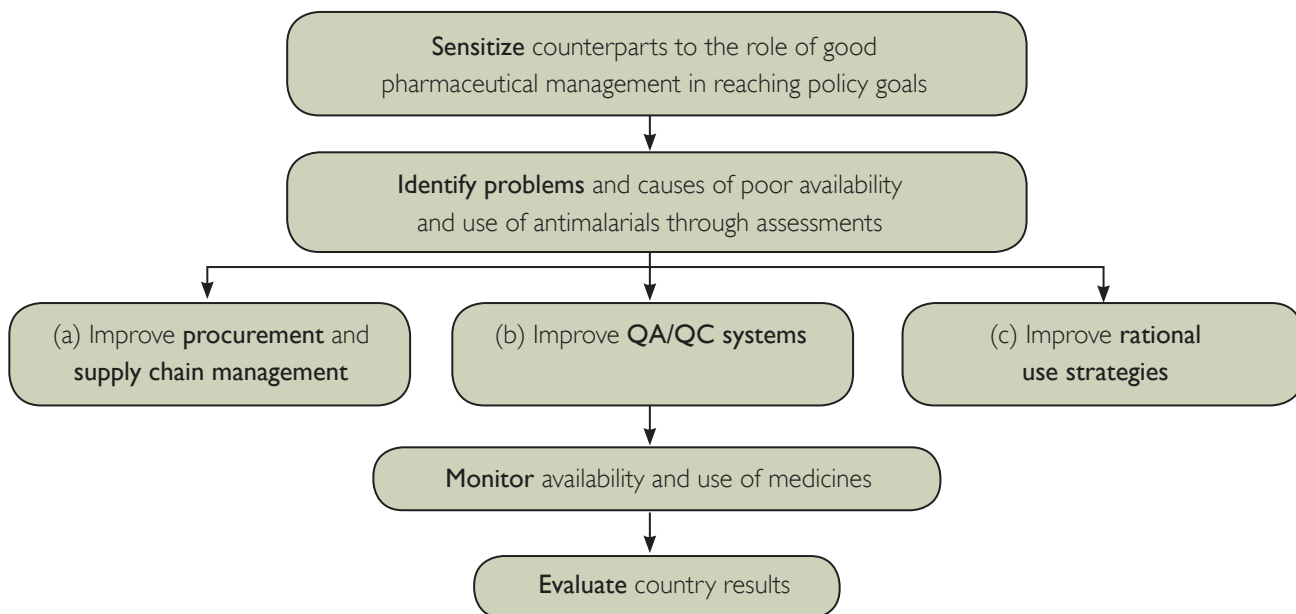 Sensitize counterparts to the role of good
pharmaceutical management in reaching policy goals
Identify problems and causes of poor availability
and use of antimalarials through assessments
(a) Improve procurement and
supply chain management
(b) Improve QA/QC systems
(c) Improve rational
use strategies
Monitor availability and use of medicines
Evaluate country results